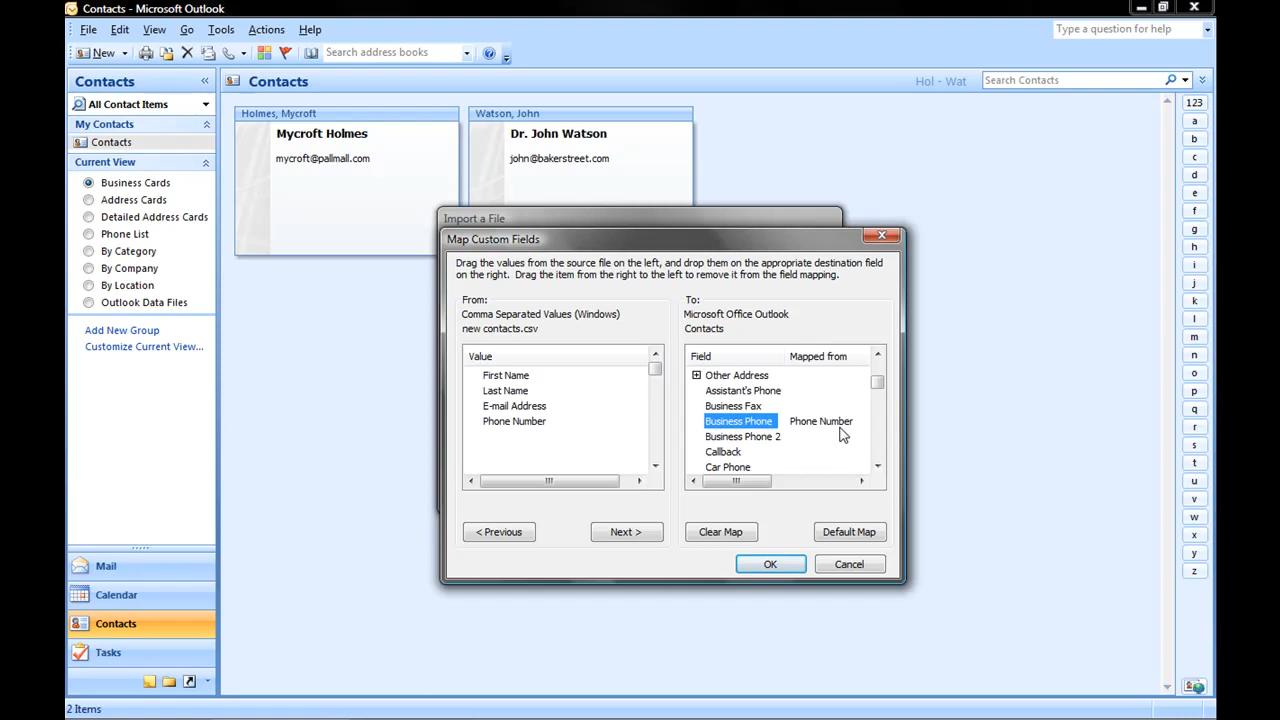 Contacts - Microsoft Outlook
File Edit View Go Actions Help
Type a question for help
New
Search address books
Contacts
Contacts
Hol - Wat
Search Contacts
All Contact Items
My Contacts
Contacts
Current View
Business Cards
Address Cards
Detailed Address Cards
Phone List
By Category
By Company
By Location
Outlook Data Files
Add New Group
Customize Current View...
Holmes, Mycroft
Mycroft Holmes
mycroft@pallmall.com
Watson, John
Dr. John Watson
john@bakerstreet.com
Import a File
Map Custom Fields
Drag the values from the source file on the left, and drop them on the appropriate destination field
on the right. Drag the item from the right to the left to remove it from the field mapping.
From:
Comma Separated Values (Windows)
new contacts.csv
Value
First Name
Last Name
E-mail Address
Phone Number
To:
Microsoft Office Outlook
Contacts
Field Mapped from
Other Address
Assistant's Phone
Business Fax
Business Phone Phone Number
Business Phone 2
Callback
Car Phone
< Previous
Next >
Clear Map
Default Map
OK
Cancel
123
a
b
c
d
e
f
g
h
i
j
k
l
m
n
o
p
q
r
s
t
u
v
w
x
y
z
Mail
Calendar
Contacts
Tasks
2 Items